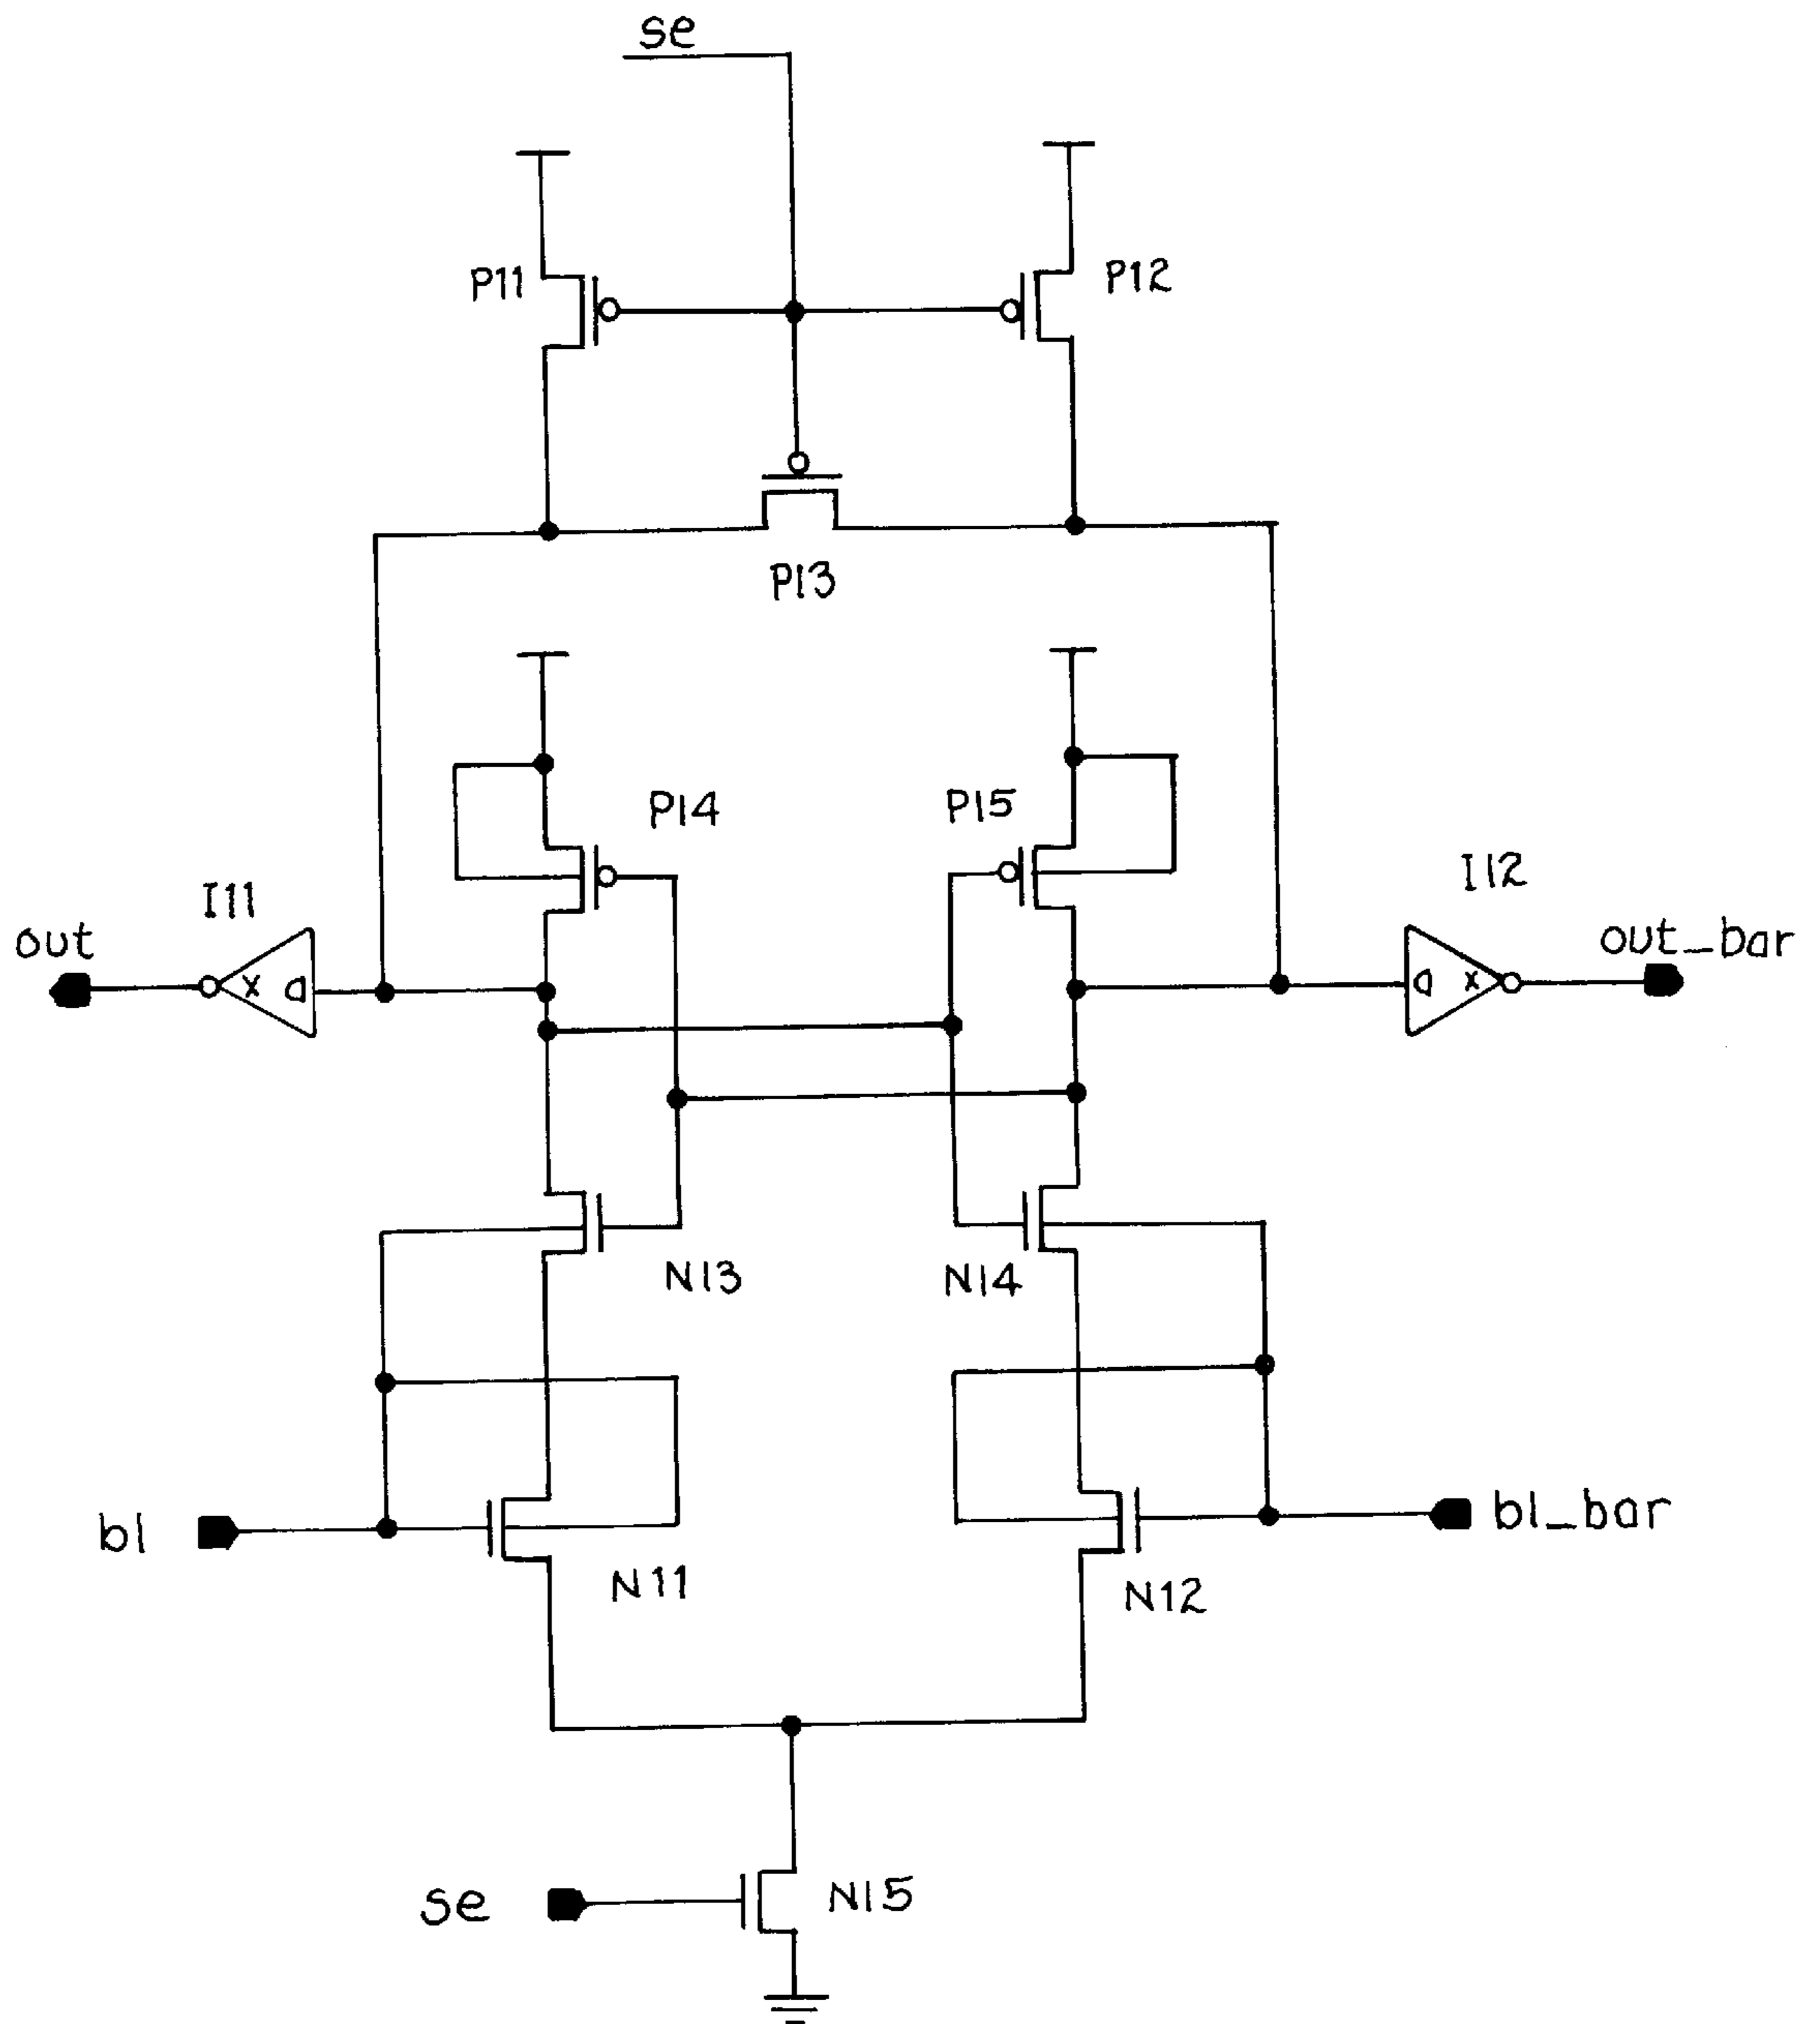 se
P11
P12
P13
P14
P15
I11
I12
out
out_bar
x a
a x
N13
N14
bl
bl_bar
N11
N12
se
N15